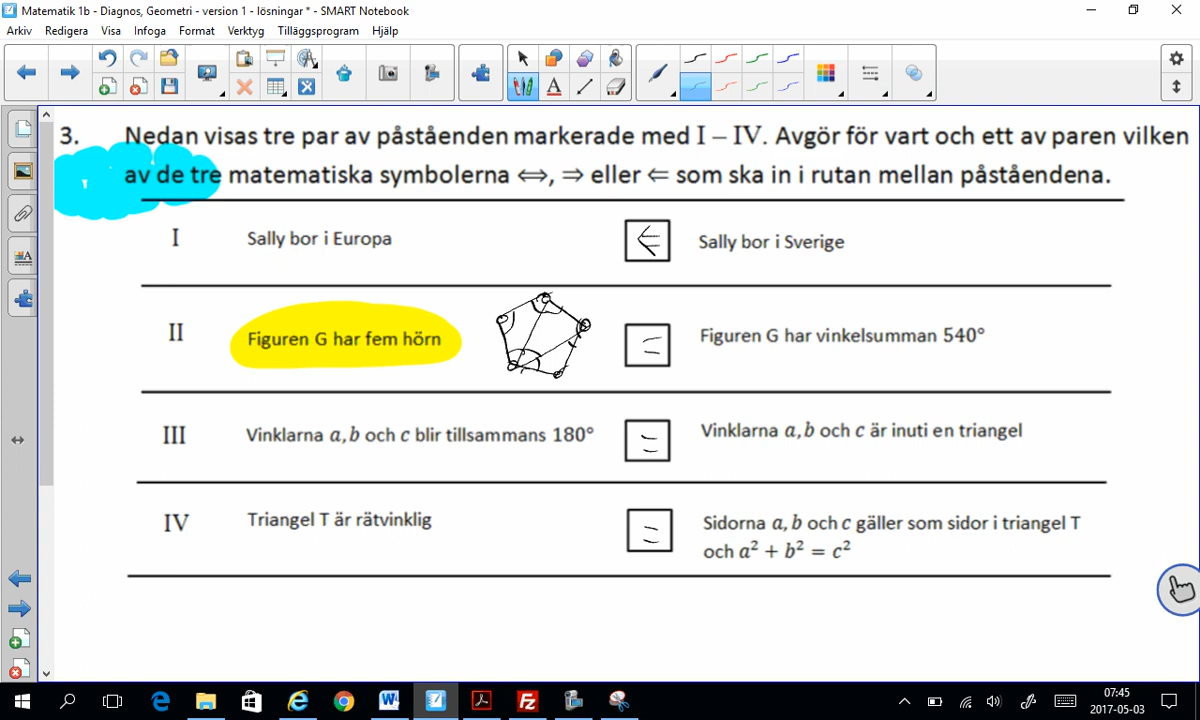 Matematik 1b - Diagnos, Geometri - version 1 - lösningar * - SMART Notebook
Arkiv Redigera Visa Infoga Format Verktyg Tilläggsprogram Hjälp
3. Nedan visas tre par av påståenden markerade med I – IV. Avgör för vart och ett av paren vilken
av de tre matematiska symbolerna ⇔, ⇒ eller ⇐ som ska in i rutan mellan påståendena.
I Sally bor i Europa ⇐ Sally bor i Sverige
II Figuren G har fem hörn = Figuren G har vinkelsumman 540°
III Vinklarna a, b och c blir tillsammans 180° = Vinklarna a, b och c är inuti en triangel
IV Triangel T är rätvinklig = Sidorna a, b och c gäller som sidor i triangel T
och a² + b² = c²
07:45
2017-05-03